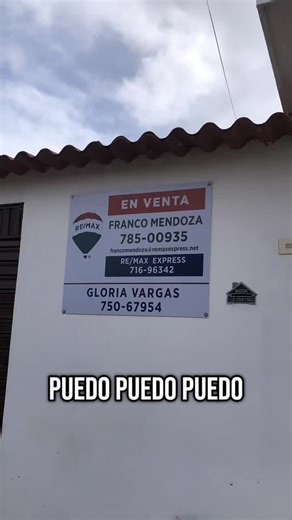 EN VENTA
RE/MAX
FRANCO MENDOZA
785-00935
francomendoza@remaxexpress.net
RE/MAX EXPRESS
716-96342
GLORIA VARGAS
750-67954
PUEDO PUEDO PUEDO